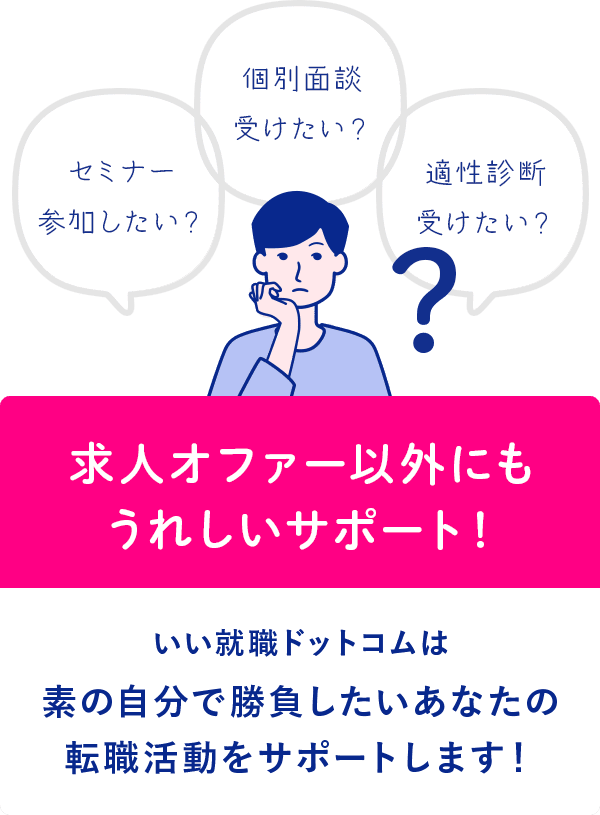 個別面談
受けたい？
セミナー
参加したい？
適性診断
受けたい？
?
求人オファー以外にも
うれしいサポート！
いい就職ドットコムは
素の自分で勝負したいあなたの
転職活動をサポートします！